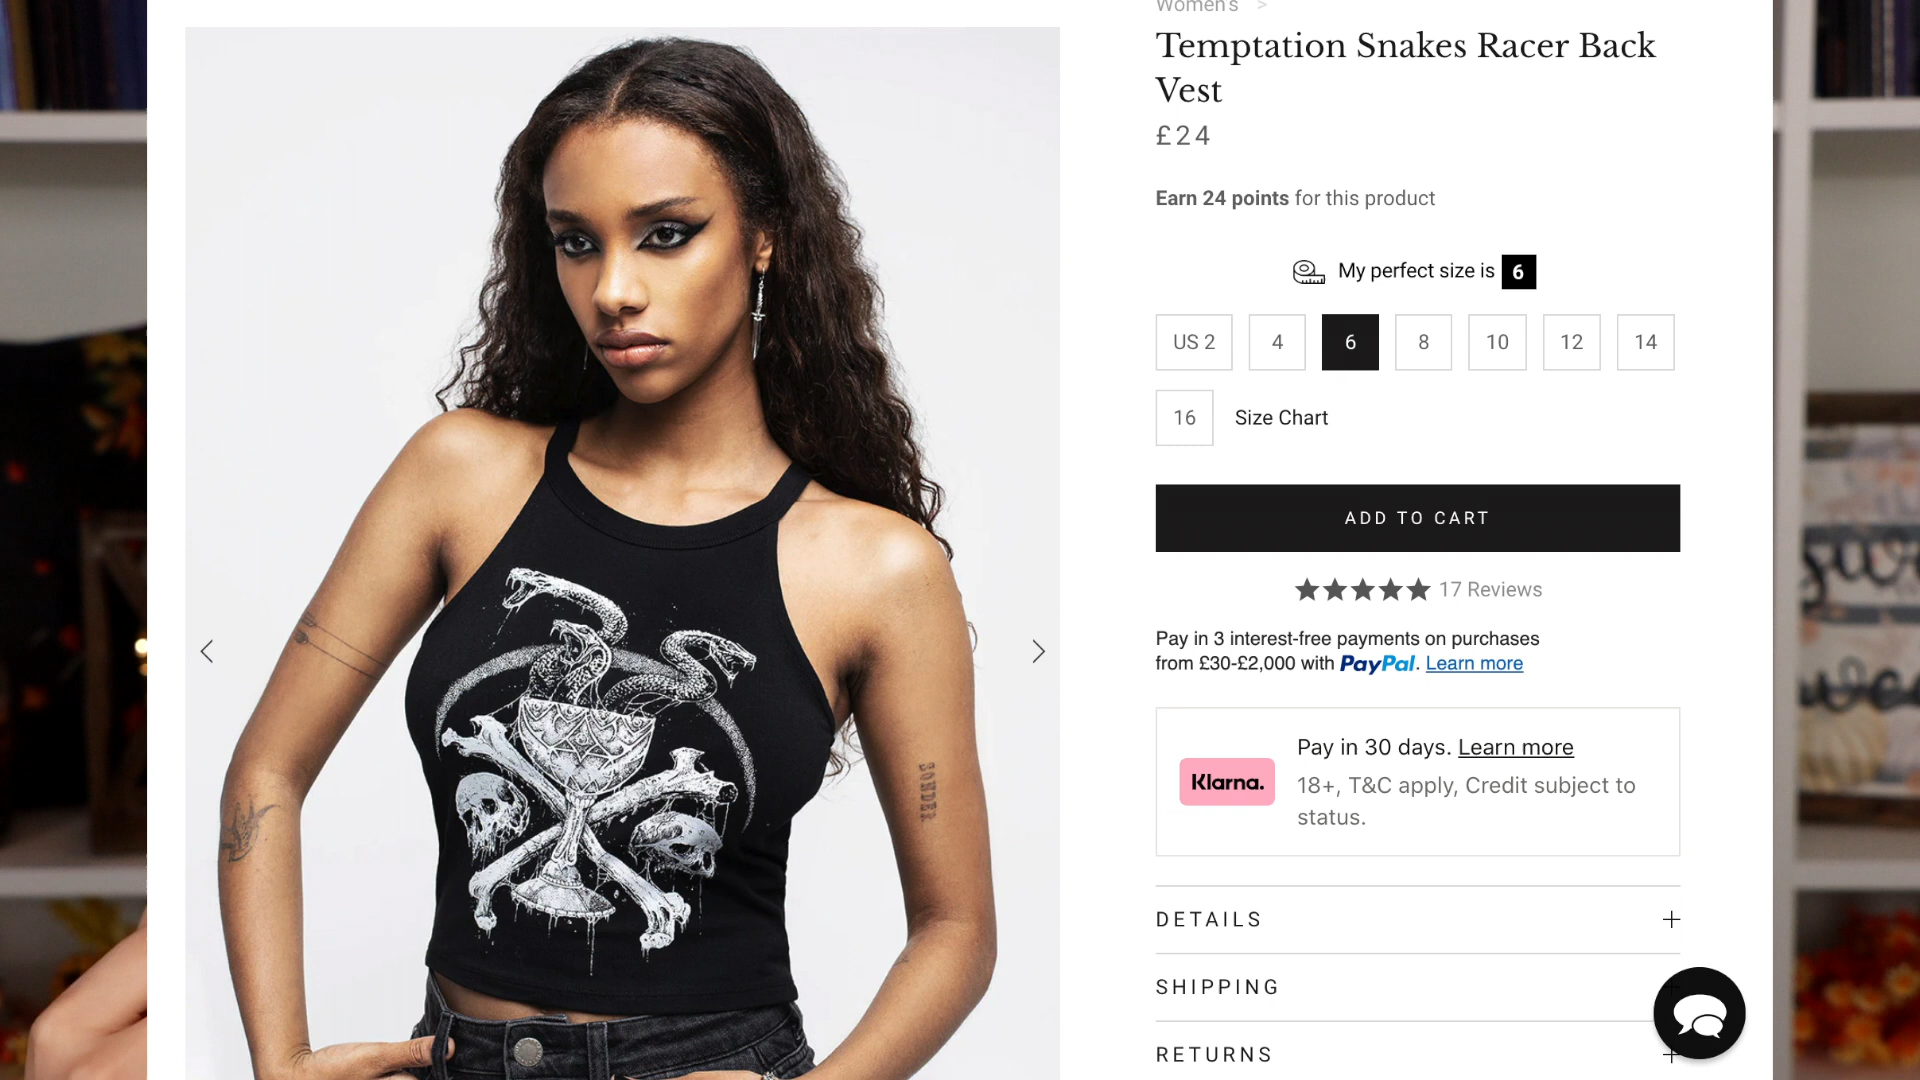 Women's >
Temptation Snakes Racer Back
Vest
£24
Earn 24 points for this product
My perfect size is 6
US 2 4 6 8 10 12 14
16 Size Chart
ADD TO CART
17 Reviews
Pay in 3 interest-free payments on purchases
from £30-£2,000 with PayPal. Learn more
Klarna.
Pay in 30 days. Learn more
18+, T&C apply, Credit subject to
status.
DETAILS +
SHIPPING +
RETURNS +
SONDER